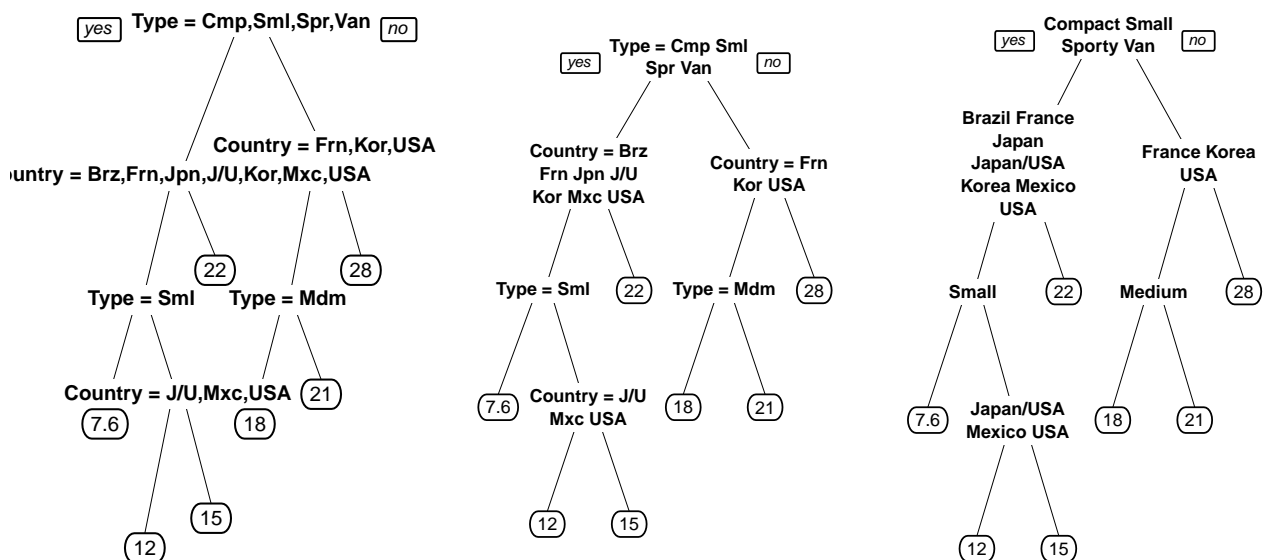 yes
Type = Cmp,Sml,Spr,Van
no
Country = Frn,Kor,USA
ountry = Brz,Frn,Jpn,J/U,Kor,Mxc,USA
22
28
Type = Sml
Type = Mdm
Country = J/U,Mxc,USA
21
7.6
18
15
12
Type = Cmp Sml
Spr Van
yes
no
Country = Brz
Frn Jpn J/U
Kor Mxc USA
Country = Frn
Kor USA
Type = Sml
22
Type = Mdm
28
7.6
Country = J/U
Mxc USA
18
21
12
15
Compact Small
Sporty Van
yes
no
Brazil France
Japan
Japan/USA
Korea Mexico
USA
France Korea
USA
Small
22
Medium
28
7.6
Japan/USA
Mexico USA
18
21
12
15